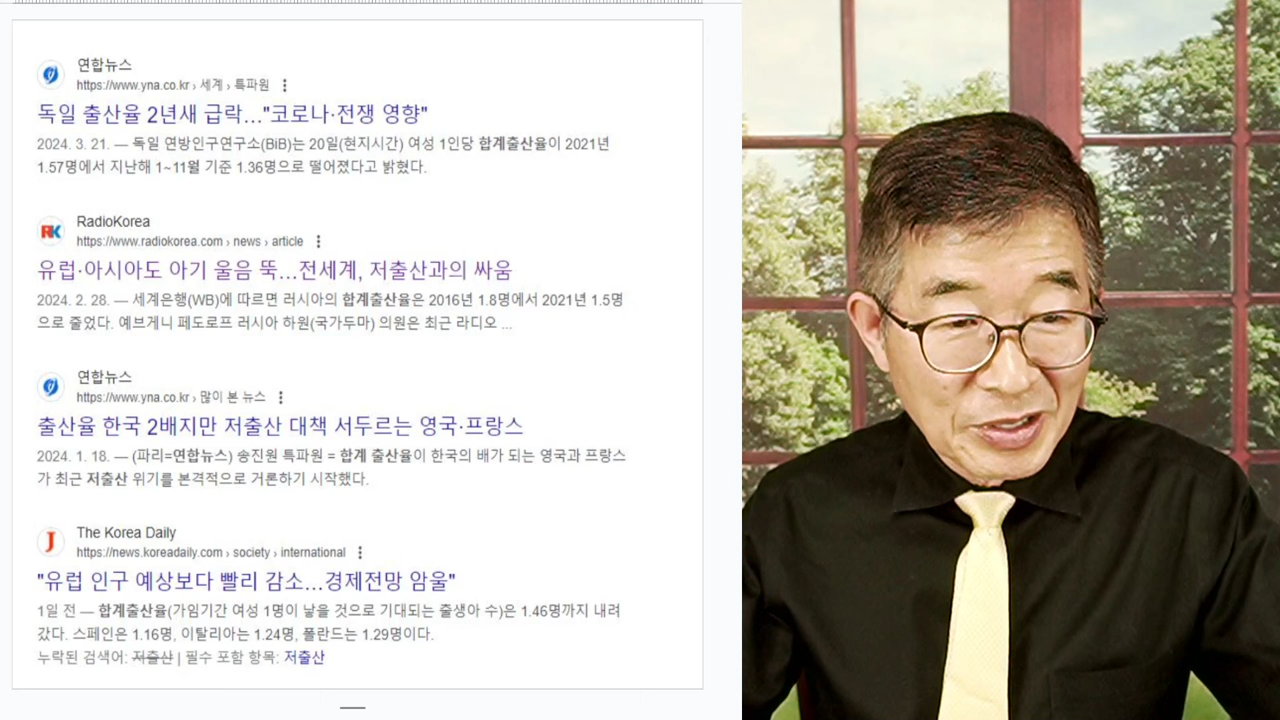 연합뉴스
https://www.yna.co.kr › 세계 › 특파원
독일 출산율 2년새 급락..."코로나·전쟁 영향"
2024. 3. 21. — 독일 연방인구연구소(BiB)는 20일(현지시간) 여성 1인당 합계출산율이 2021년
1.57명에서 지난해 1~11월 기준 1.36명으로 떨어졌다고 밝혔다.
RK
RadioKorea
https://www.radiokorea.com › news › article
유럽·아시아도 아기 울음 뚝...전세계, 저출산과의 싸움
2024. 2. 28. — 세계은행(WB)에 따르면 러시아의 합계출산율은 2016년 1.8명에서 2021년 1.5명
으로 줄었다. 예브게니 페도로프 러시아 하원(국가두마) 의원은 최근 라디오 ...
연합뉴스
https://www.yna.co.kr › 많이 본 뉴스
출산율 한국 2배지만 저출산 대책 서두르는 영국·프랑스
2024. 1. 18. — (파리=연합뉴스) 송진원 특파원 = 합계 출산율이 한국의 배가 되는 영국과 프랑스
가 최근 저출산 위기를 본격적으로 거론하기 시작했다.
J
The Korea Daily
https://news.koreadaily.com › society › international
"유럽 인구 예상보다 빨리 감소...경제전망 암울"
1일 전 — 합계출산율(가임기간 여성 1명이 낳을 것으로 기대되는 출생아 수)은 1.46명까지 내려
갔다. 스페인은 1.16명, 이탈리아는 1.24명, 폴란드는 1.29명이다.
누락된 검색어: 저출산 | 필수 포함 항목: 저출산